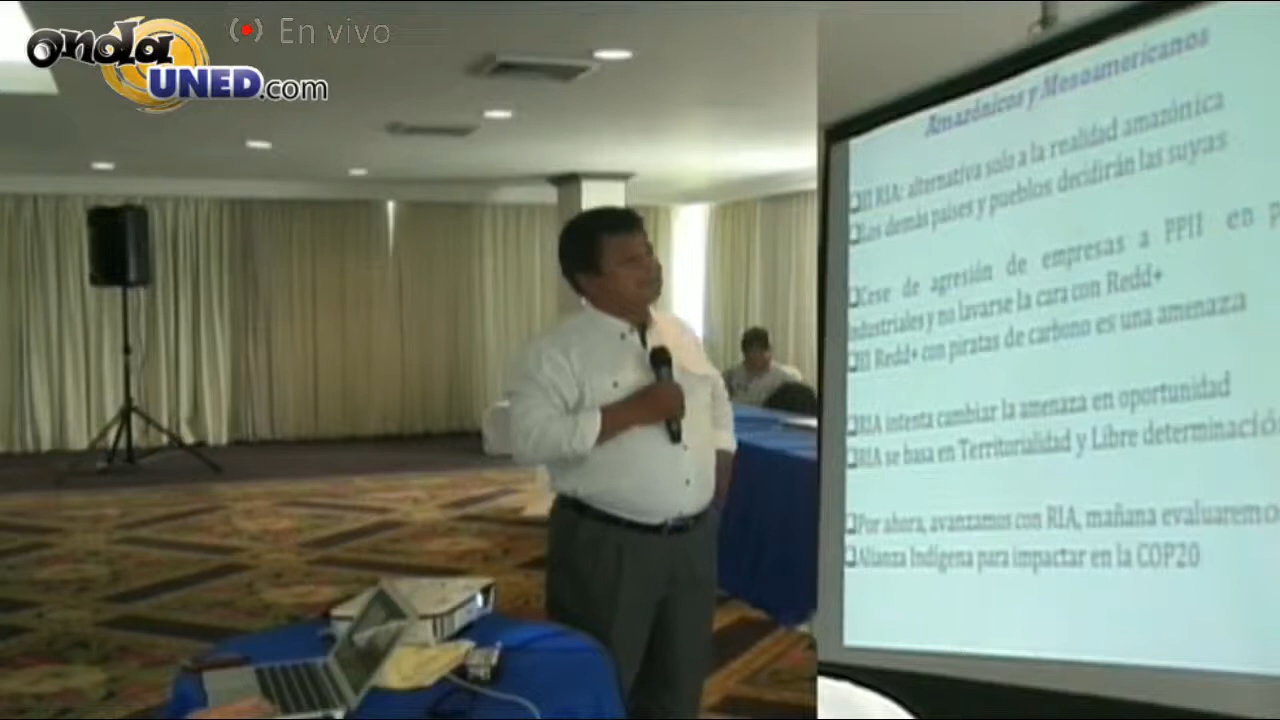 onda
UNED.com
En vivo
Amazónicos y Mesoamericanos
❑El RIA: alternativa solo a la realidad amazónica
❑Los demás países y pueblos decidirán las suyas
❑Cese de agresión de empresas a PPII en p
industriales y no lavarse la cara con Redd+
❑El Redd+ con piratas de carbono es una amenaza
❑RIA intenta cambiar la amenaza en oportunidad
❑RIA se basa en Territorialidad y Libre determinació
❑Por ahora, avanzamos con RIA, mañana evaluaremo
❑Alianza Indígena para impactar en la COP20